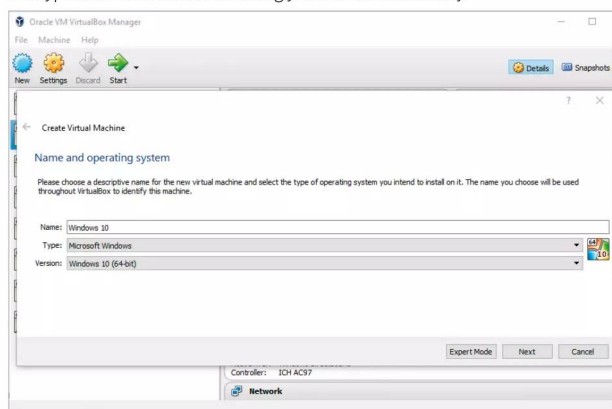 Oracle VM VirtualBox Manager
File Machine Help
New Settings Discard Start
Details Snapshots
? ×
Create Virtual Machine
Name and operating system
Please choose a descriptive name for the new virtual machine and select the type of operating system you intend to install on it. The name you choose will be used
throughout VirtualBox to identify this machine.
Name: Windows 10
Type: Microsoft Windows
64
10
Version: Windows 10 (64-bit)
Expert Mode Next Cancel
Controller: ICH AC97
Network